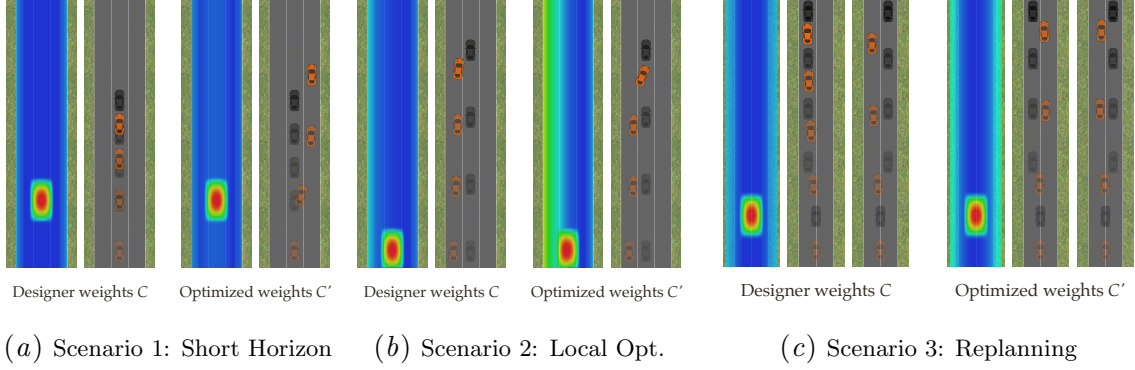 Designer weights C Optimized weights C′ Designer weights C Optimized weights C′ Designer weights C Optimized weights C′
(a) Scenario 1: Short Horizon (b) Scenario 2: Local Opt. (c) Scenario 3: Replanning